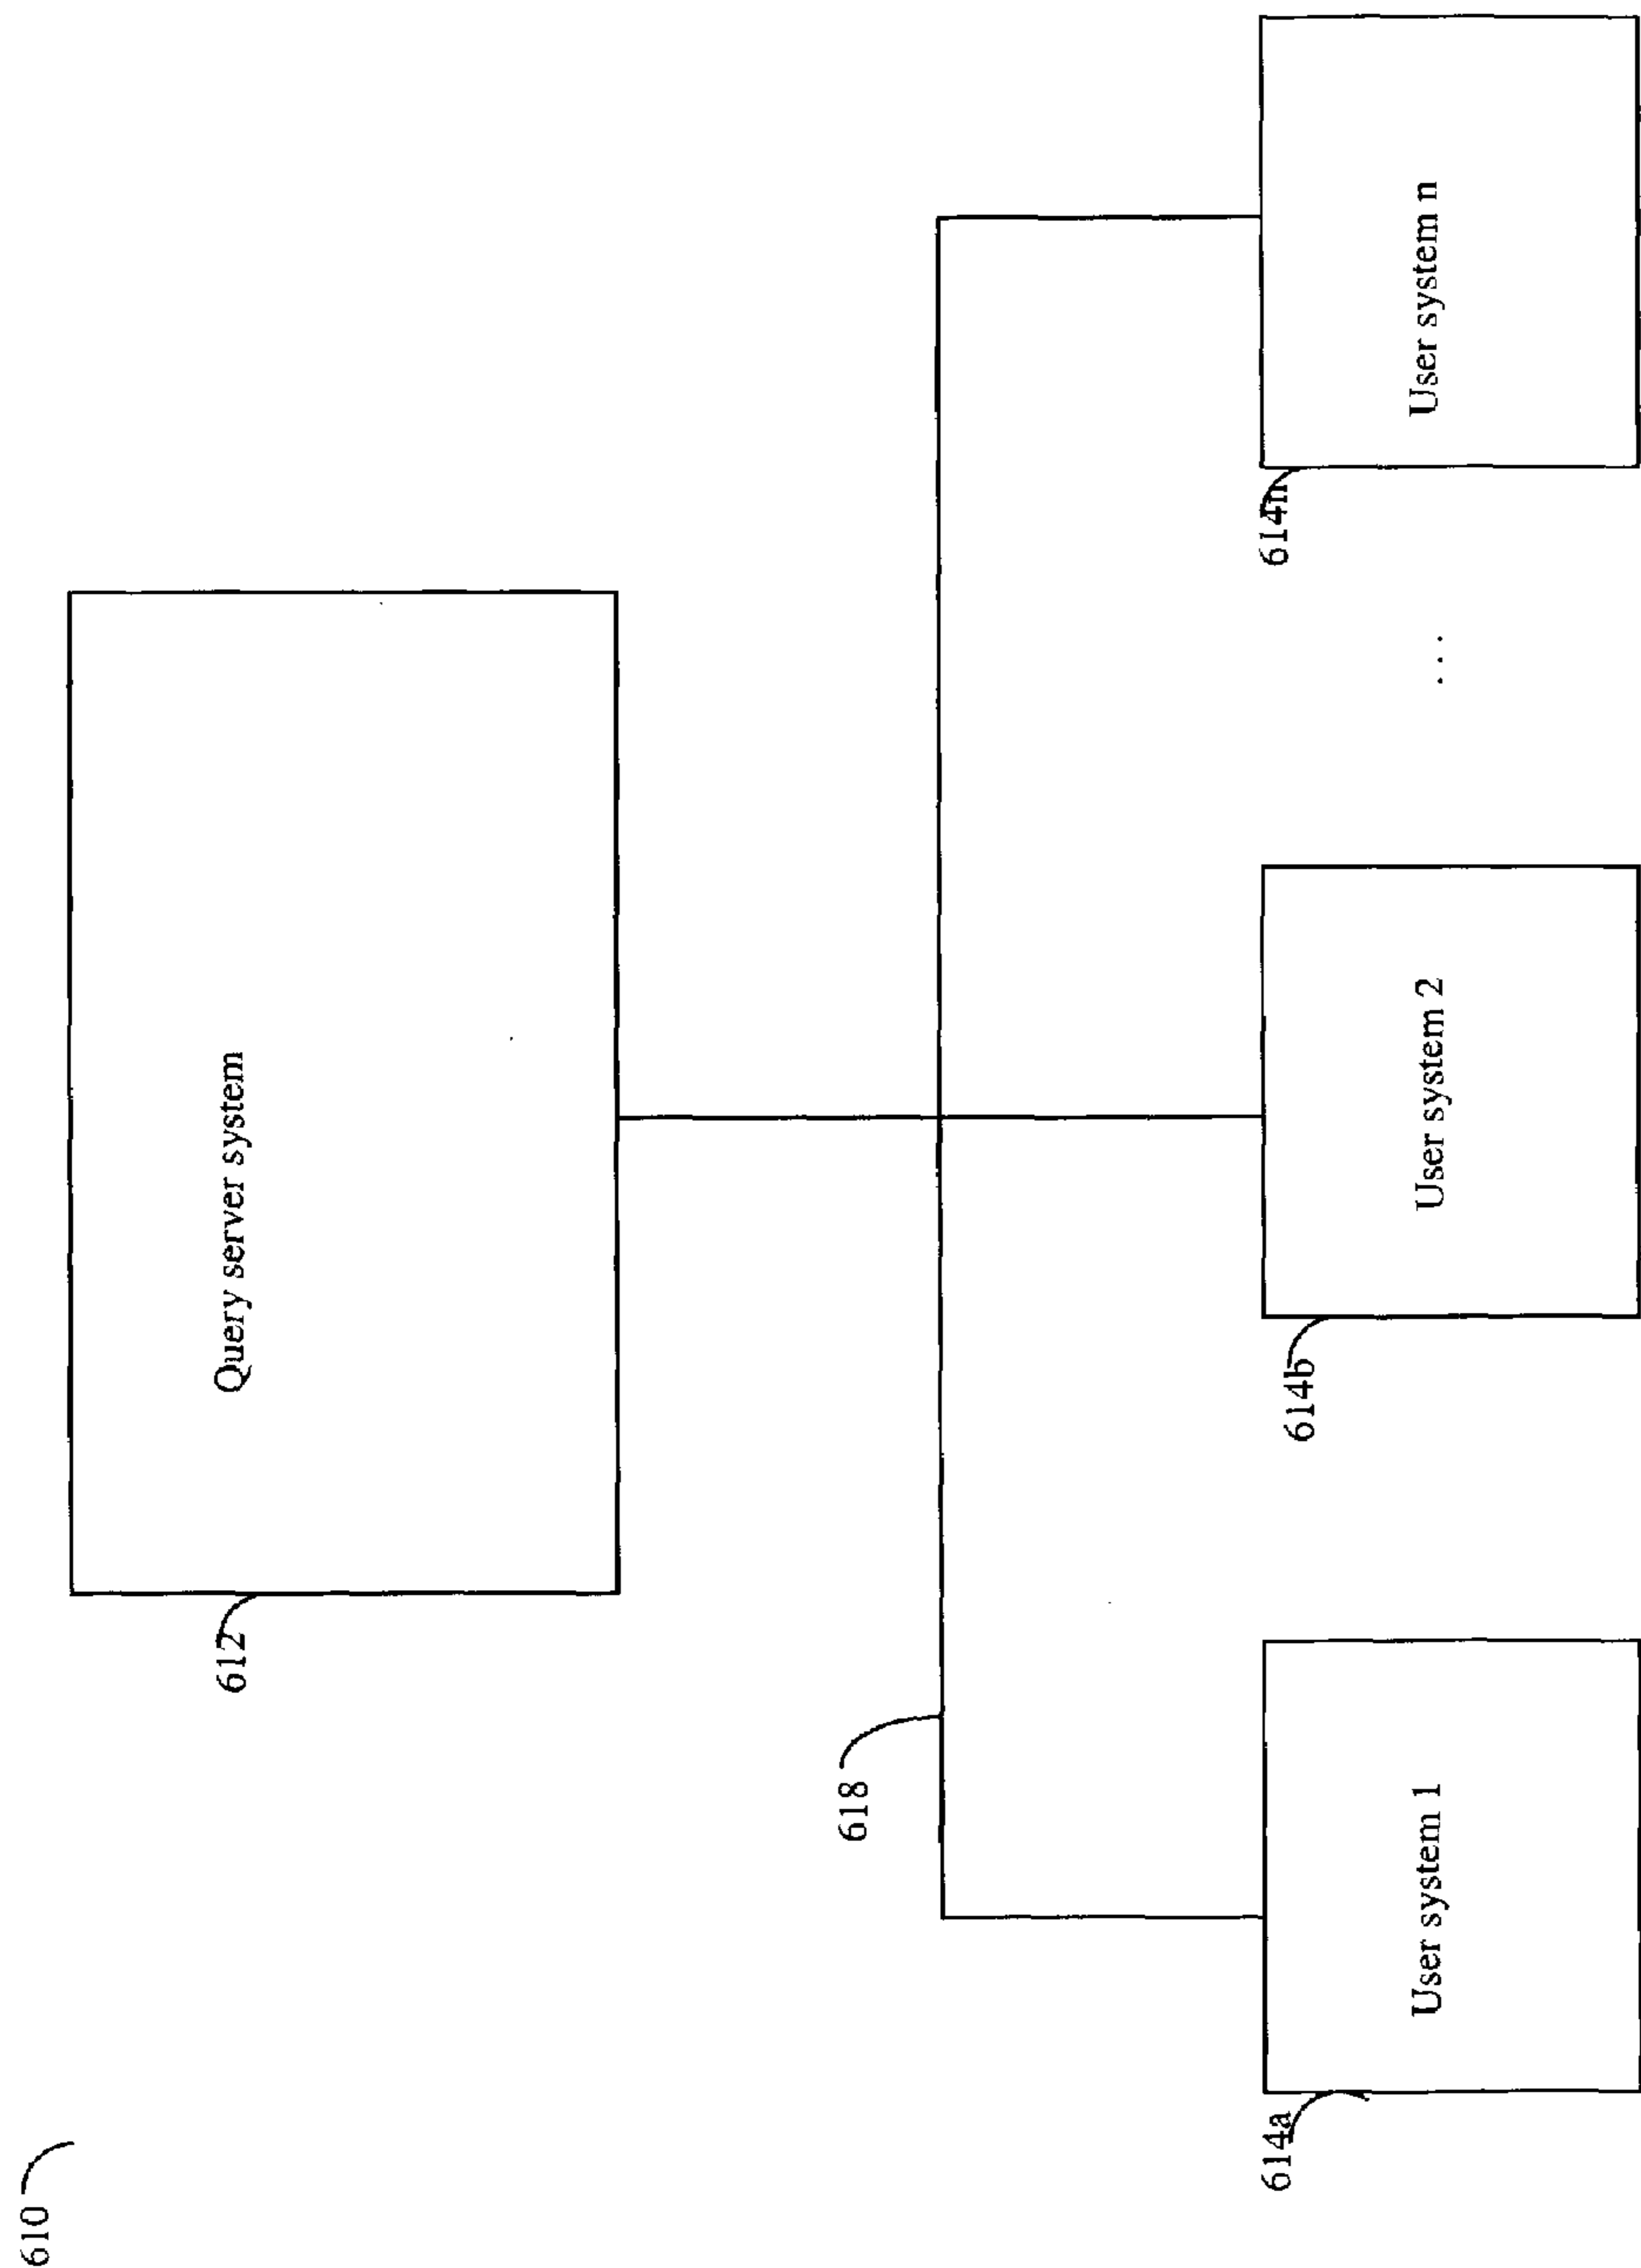 610
612
Query server system
618
614a
User system 1
614b
User system 2
. . .
614n
User system n